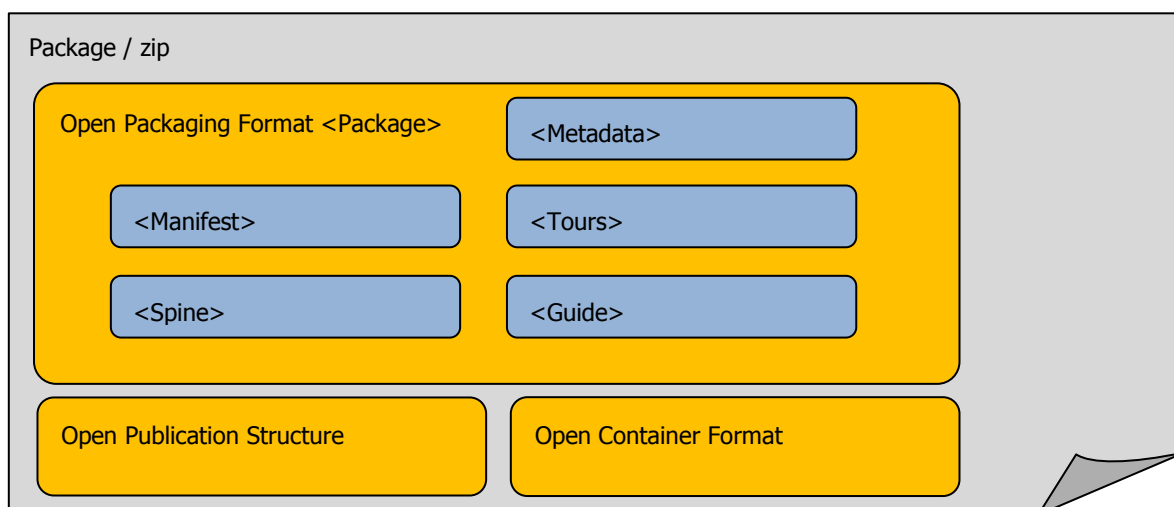 Package / zip
Open Packaging Format <Package>
<Metadata>
<Manifest>
<Tours>
<Spine>
<Guide>
Open Publication Structure
Open Container Format